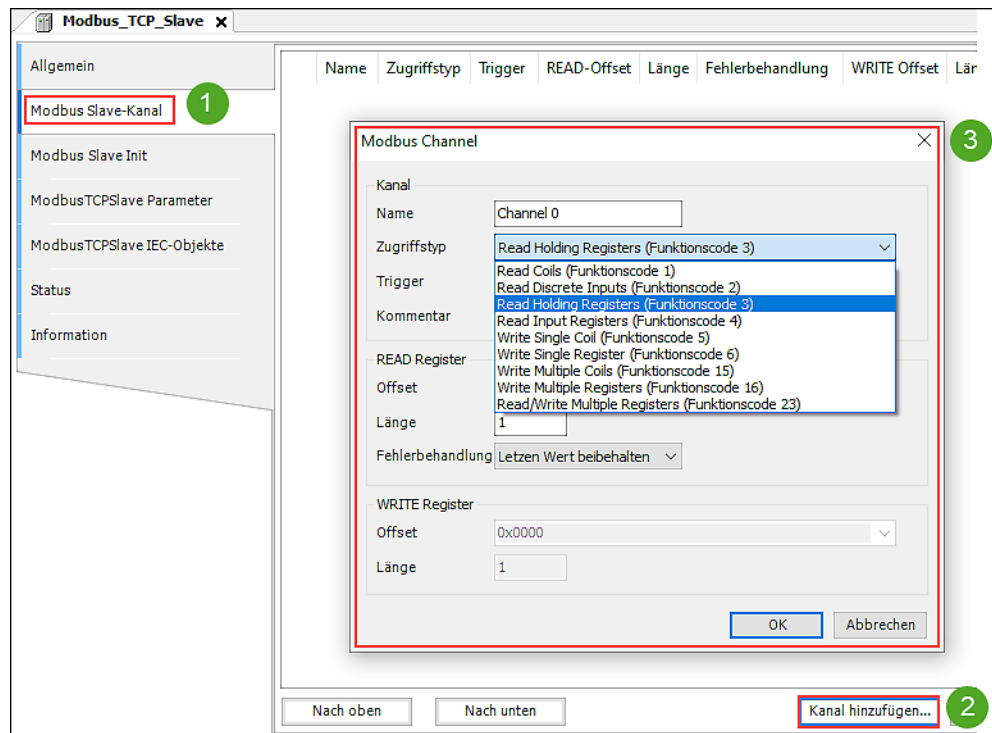 Modbus_TCP_Slave
Allgemein
Modbus Slave-Kanal
1
Modbus Slave Init
ModbusTCPSlave Parameter
ModbusTCPSlave IEC-Objekte
Status
Information
Name Zugriffstyp Trigger READ-Offset Länge Fehlerbehandlung WRITE Offset Län
Modbus Channel
3
Kanal
Name Channel 0
Zugriffstyp Read Holding Registers (Funktionscode 3)
Read Coils (Funktionscode 1)
Trigger
Read Discrete Inputs (Funktionscode 2)
Read Holding Registers (Funktionscode 3)
Kommentar
Read Input Registers (Funktionscode 4)
Write Single Coil (Funktionscode 5)
Write Single Register (Funktionscode 6)
READ Register
Write Multiple Coils (Funktionscode 15)
Offset
Write Multiple Registers (Funktionscode 16)
Read/Write Multiple Registers (Funktionscode 23)
Länge 1
Fehlerbehandlung Letzen Wert beibehalten
WRITE Register
Offset 0x0000
Länge 1
OK Abbrechen
Nach oben Nach unten Kanal hinzufügen... 2